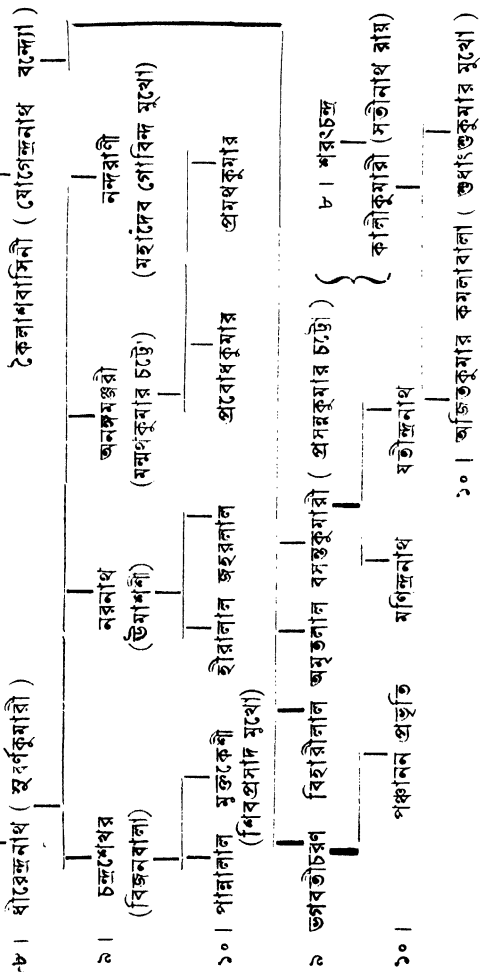 ৮। ধীরেন্দ্রনাথ ( সুবর্ণকুমারী ) কৈলাশবাসিনী ( যোগেন্দ্রনাথ বন্দ্যো )
৯। চন্দ্রশেখর নরনাথ অনঙ্গমঞ্জরী নন্দরাণী
(বিজনবালা) (উমাশশী) (মন্মথকুমার চট্টো) (মহাদেব গোবিন্দ মুখো)
১০। পান্নালাল মুক্তকেশী হীরালাল জহরলাল প্রবোধকুমার প্রমথকুমার
(শিবপ্রসাদ মুখো)
৯ ভগবতীচরণ বিহারীলাল অমৃতলাল বসন্তকুমারী ( প্রসন্নকুমার চট্টো )
৮। শরৎচন্দ্র
কালীকুমারী (সতীনাথ রায়)
১০। পঞ্চানন প্রভৃতি মণিন্দ্রনাথ যতীন্দ্রনাথ
১০। অজিতকুমার কমলাবালা ( শুধাংশুকুমার মুখো )